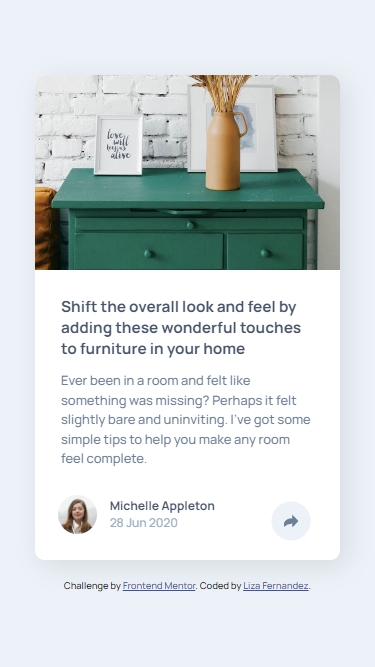 love
will
keep us
alive
Shift the overall look and feel by
adding these wonderful touches
to furniture in your home
Ever been in a room and felt like
something was missing? Perhaps it felt
slightly bare and uninviting. I've got some
simple tips to help you make any room
feel complete.
Michelle Appleton
28 Jun 2020
Challenge by Frontend Mentor. Coded by Liza Fernandez.